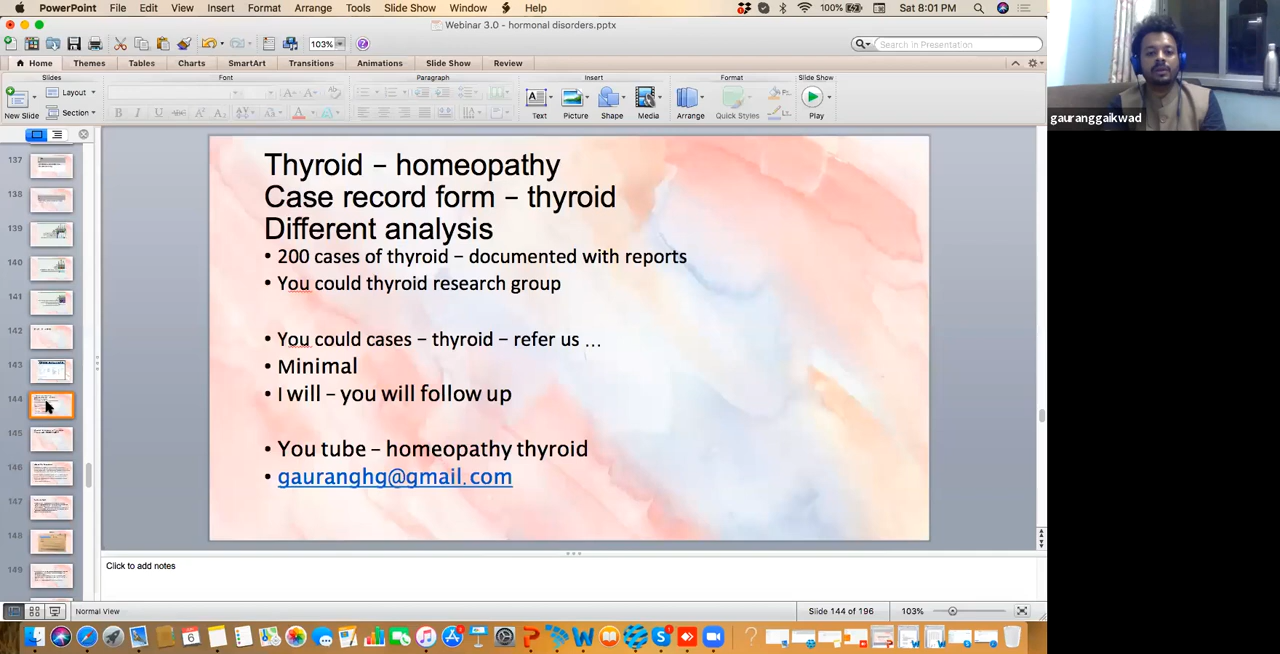 PowerPoint File Edit View Insert Format Arrange Tools Slide Show Window Help 100% Sat 8:01 PM
Webinar 3.0 - hormonal disorders.pptx
103% Search in Presentation
Home Themes Tables Charts SmartArt Transitions Animations Slide Show Review
Slides Font Paragraph Insert Format Slide Show
Layout
Section
New Slide Text Picture Shape Media Arrange Quick Styles Play
B I U
gauranggaikwad
137
138
139
140
141
142
143
144
145
146
147
148
149
Thyroid – homeopathy
Case record form – thyroid
Different analysis
• 200 cases of thyroid – documented with reports
• You could thyroid research group
• You could cases – thyroid – refer us ...
• Minimal
• I will – you will follow up
• You tube – homeopathy thyroid
• gauranghg@gmail.com
Click to add notes
Normal View Slide 144 of 196 103%